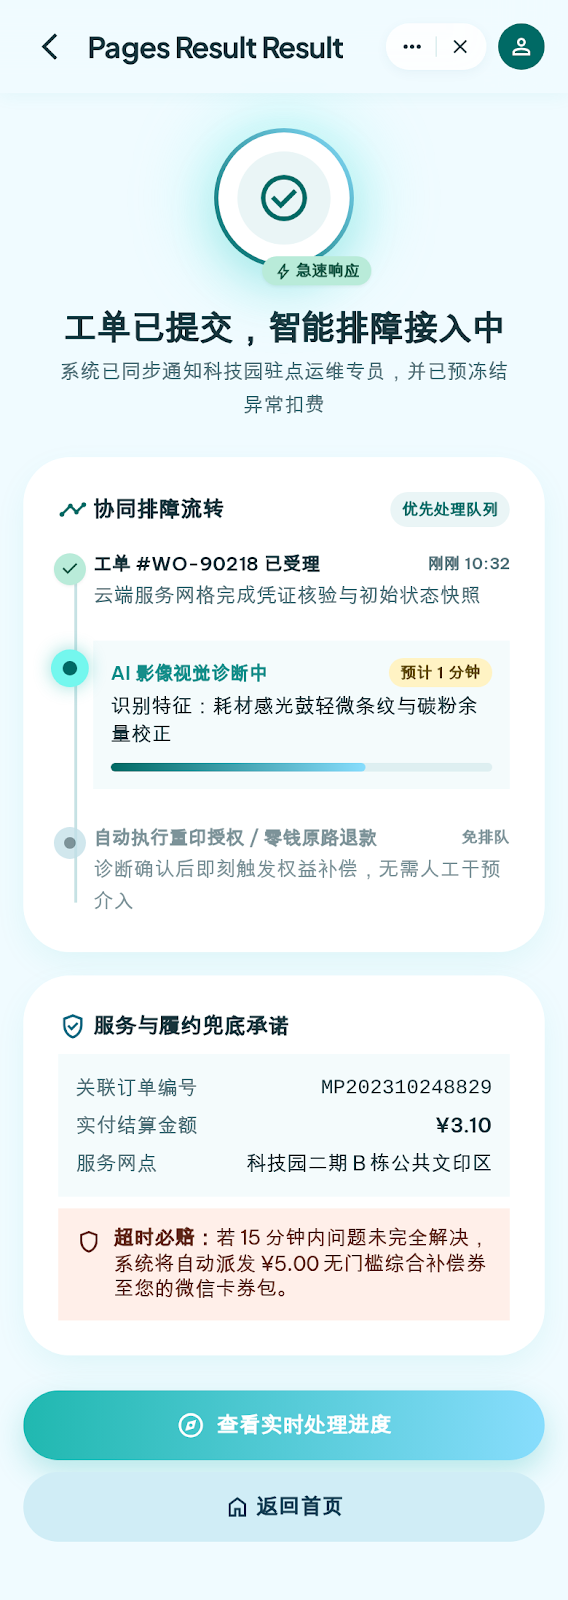 Pages Result Result
急速响应
工单已提交，智能排障接入中
系统已同步通知科技园驻点运维专员，并已预冻结
异常扣费
协同排障流转
优先处理队列
工单 #WO-90218 已受理
刚刚 10:32
云端服务网格完成凭证核验与初始状态快照
AI 影像视觉诊断中
预计 1 分钟
识别特征：耗材感光鼓轻微条纹与碳粉余
量校正
自动执行重印授权 / 零钱原路退款
免排队
诊断确认后即刻触发权益补偿，无需人工干预
介入
服务与履约兜底承诺
关联订单编号
MP202310248829
实付结算金额
¥3.10
服务网点
科技园二期 B 栋公共文印区
超时必赔：若 15 分钟内问题未完全解决，
系统将自动派发 ¥5.00 无门槛综合补偿券
至您的微信卡券包。
查看实时处理进度
返回首页